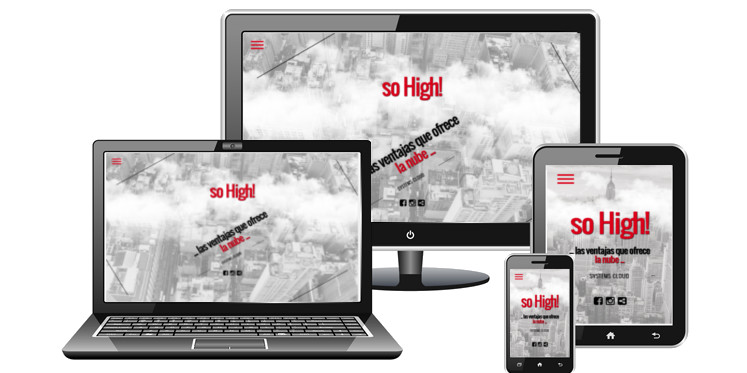 so High!
as ventajas que ofrece
la nube ...
SYSTEMS CLOUD
so High!
... las ventajas que ofrece
la nube ...
so High!
las ventajas que ofrece
la nube ...
SYSTEMS CLOUD
so High!
... las ventajas que ofrece
la nube ...